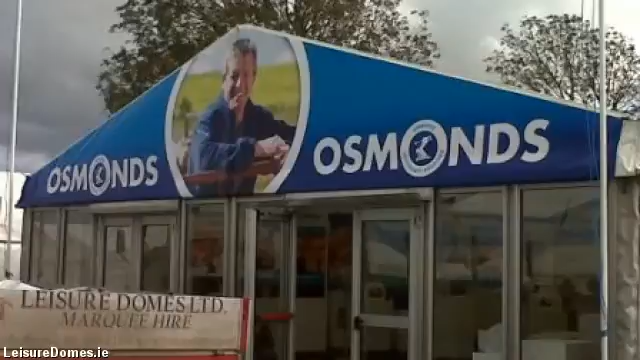 OSMONDS
OSMONDS
LEISURE DOMES LTD.
MARQUEE HIRE
LeisureDomes.ie